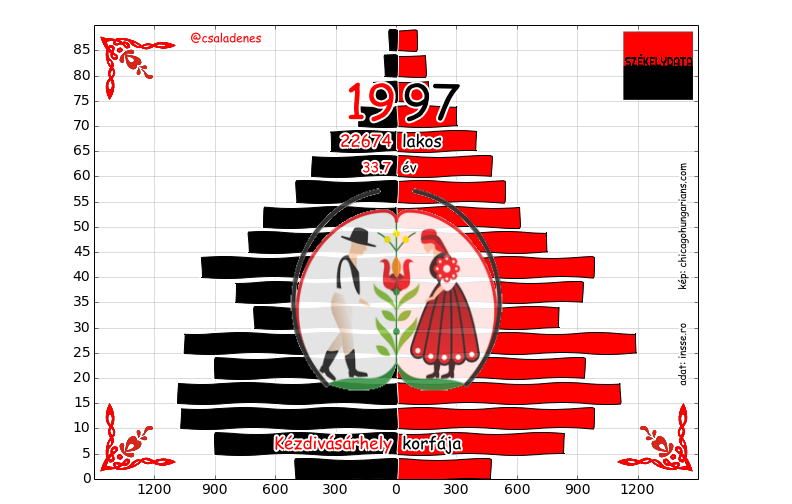 @csaladenes
SZÉKELYDATA
1997
22674 lakos
33.7 év
kép: chicagohungarians.com
adat: insse.ro
Kézdivásárhely korfája
85
80
75
70
65
60
55
50
45
40
35
30
25
20
15
10
5
0
1200 900 600 300 0 300 600 900 1200